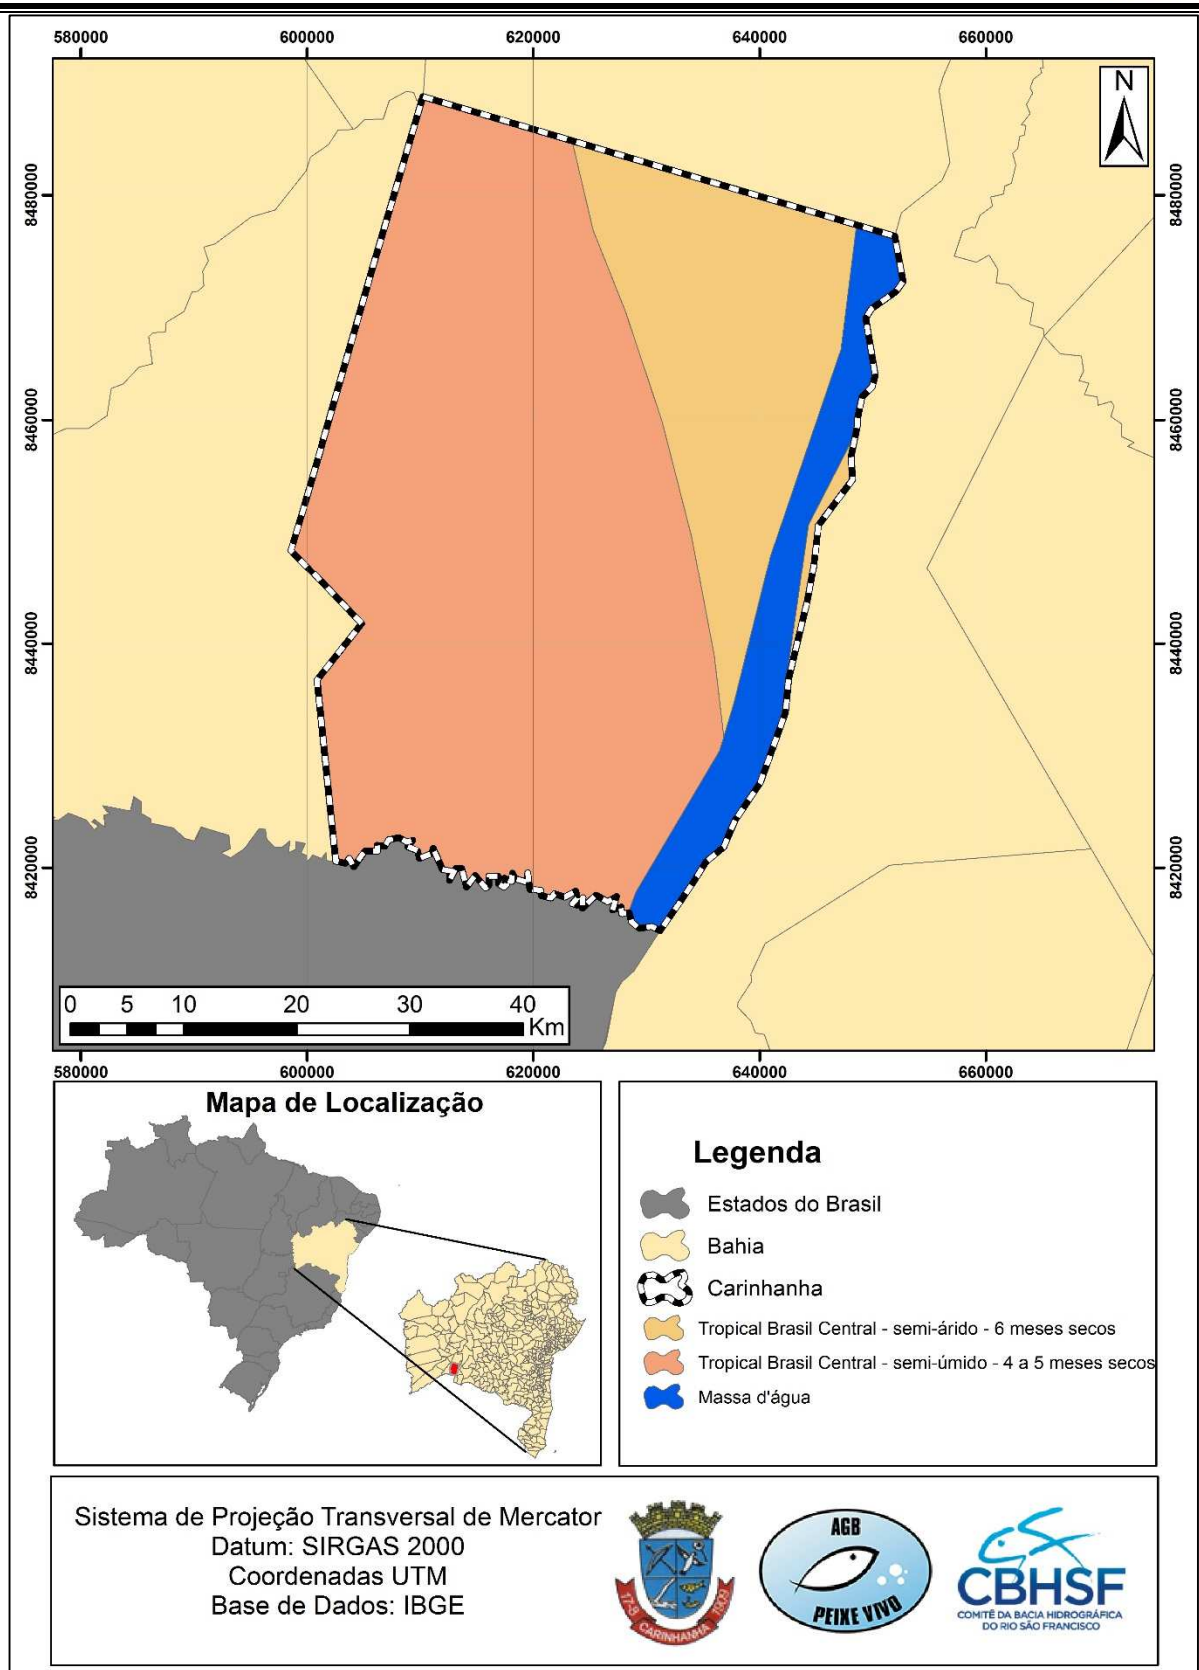 580000 600000 620000 640000 660000
N
8480000 8480000
8460000 8460000
8440000 8440000
8420000 8420000
0 5 10 20 30 40
Km
580000 600000 620000 640000 660000
Mapa de Localização
Legenda
Estados do Brasil
Bahia
Carinhanha
Tropical Brasil Central - semi-árido - 6 meses secos
Tropical Brasil Central - semi-úmido - 4 a 5 meses secos
Massa d'água
Sistema de Projeção Transversal de Mercator
Datum: SIRGAS 2000
Coordenadas UTM
Base de Dados: IBGE
17-8 1909
CARINHANHA
AGB
PEIXE VIVO
CBHSF
COMITÊ DA BACIA HIDROGRÁFICA
DO RIO SÃO FRANCISCO